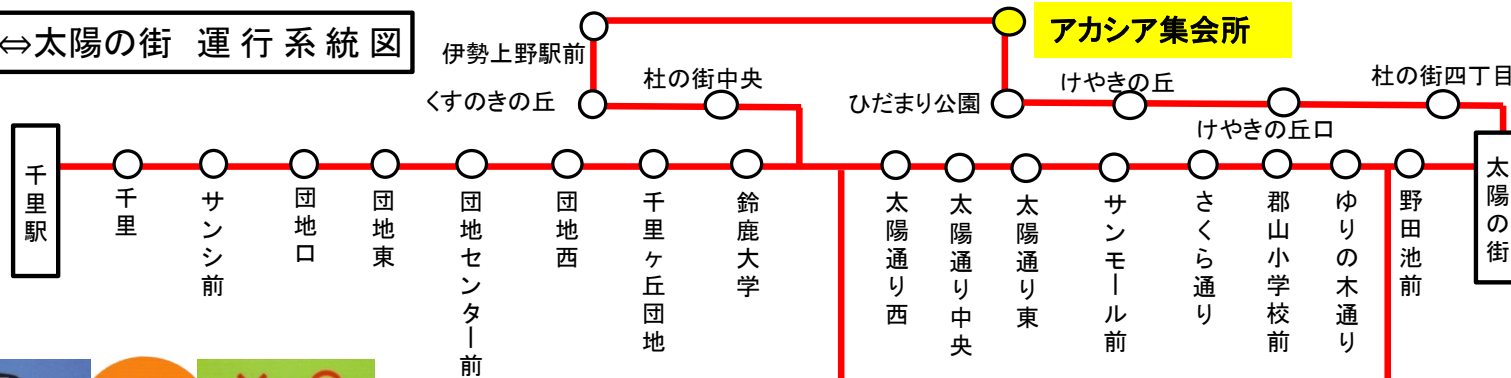 ⇔太陽の街 運行系統図
アカシア集会所
伊勢上野駅前
杜の街中央
くすのきの丘
ひだまり公園
けやきの丘
けやきの丘口
杜の街四丁目
千里駅
千里
サンシ前
団地口
団地東
団地センター前
団地西
千里ヶ丘団地
鈴鹿大学
太陽通り西
太陽通り中央
太陽通り東
サンモール前
さくら通り
郡山小学校前
ゆりの木通り
野田池前
太陽の街